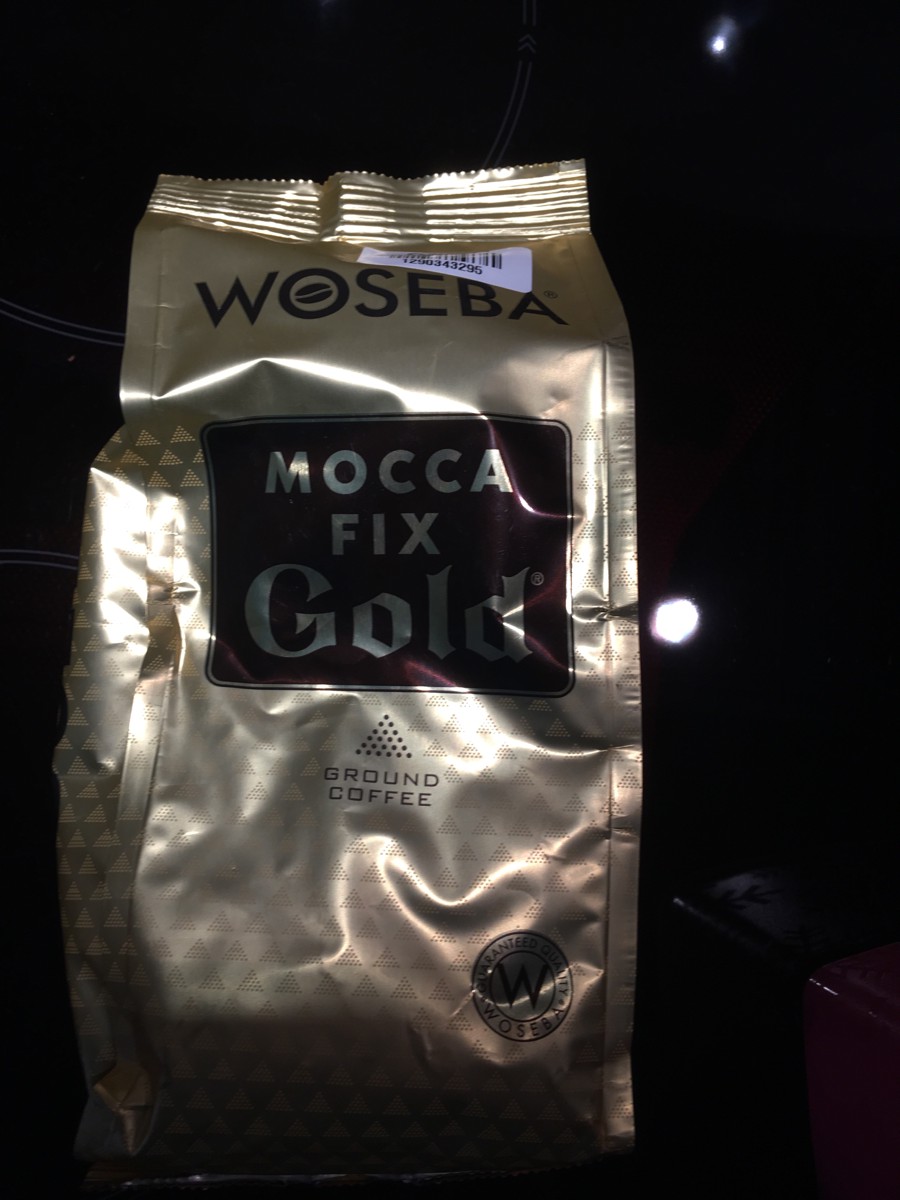 1290343295
WOSEBA®
MOCCA
FIX
Gold®
GROUND
COFFEE
GUARANTEED QUALITY
W
WOSEBA